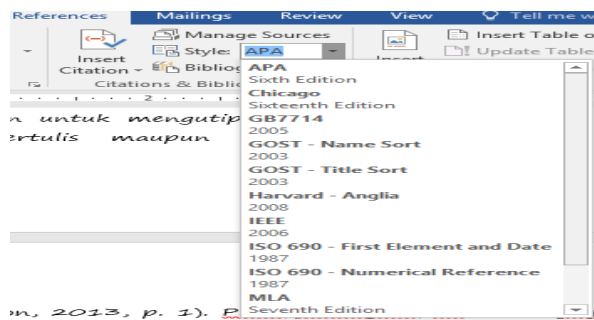 References Mailings Review View Tell me w
Manage Sources Insert Table o
Style: APA Update Table
Insert Citation Bibliog Insert
Citations & Biblio
2
n untuk mengutip
ertulis maupun
APA
Sixth Edition
Chicago
Sixteenth Edition
GB7714
2005
GOST - Name Sort
2003
GOST - Title Sort
2003
Harvard - Anglia
2008
IEEE
2006
ISO 690 - First Element and Date
1987
ISO 690 - Numerical Reference
1987
MLA
Seventh Edition
on, 2013, p. 1). P